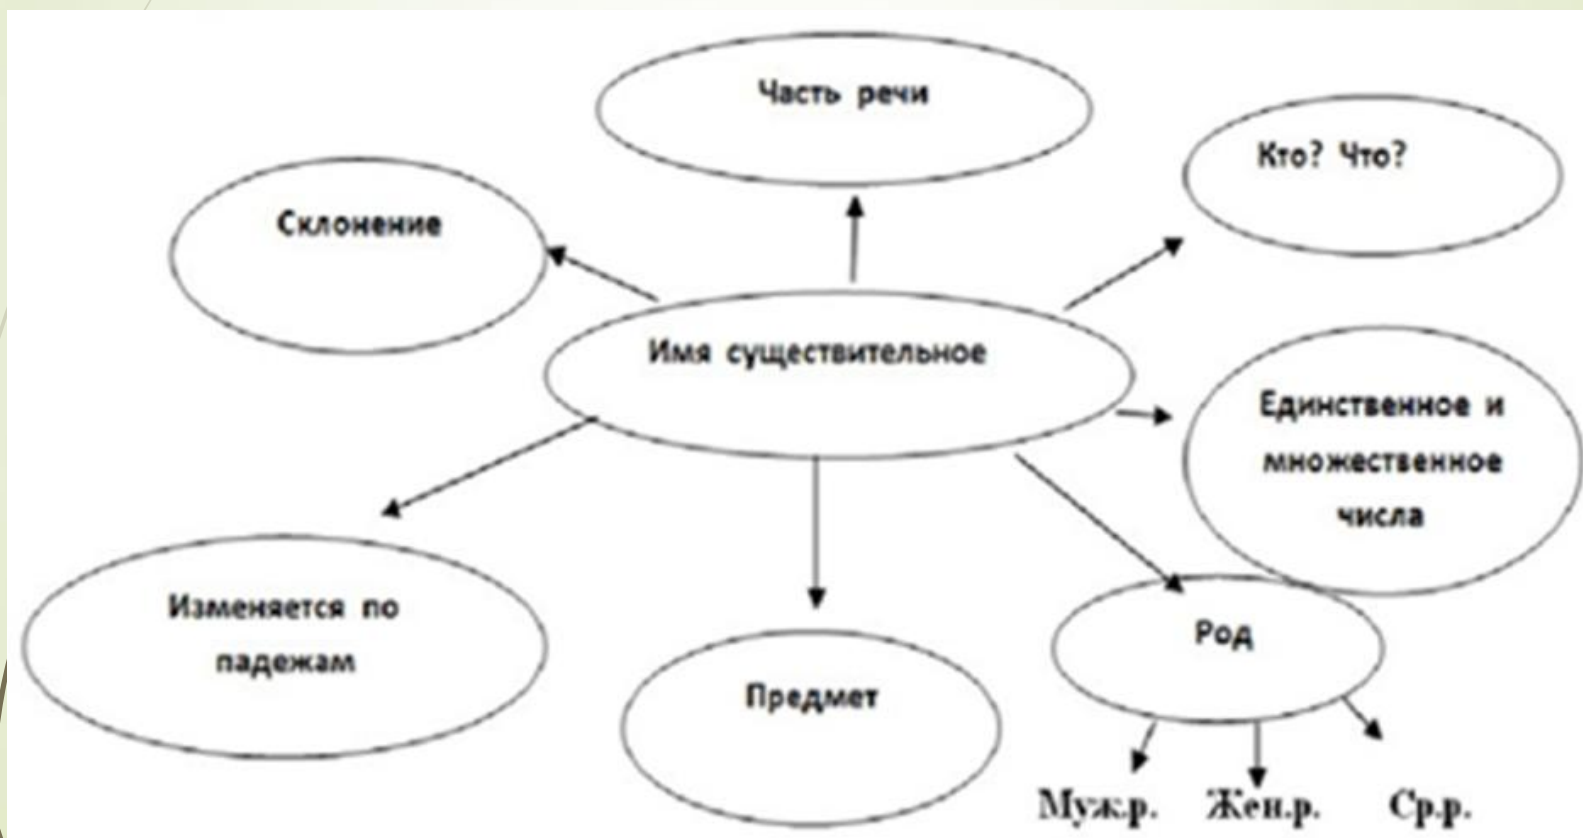 Часть речи
Кто? Что?
Склонение
Имя существительное
Единственное и
множественное
числа
Изменяется по
падежам
Род
Предмет
Муж.р. Жен.р. Ср.р.